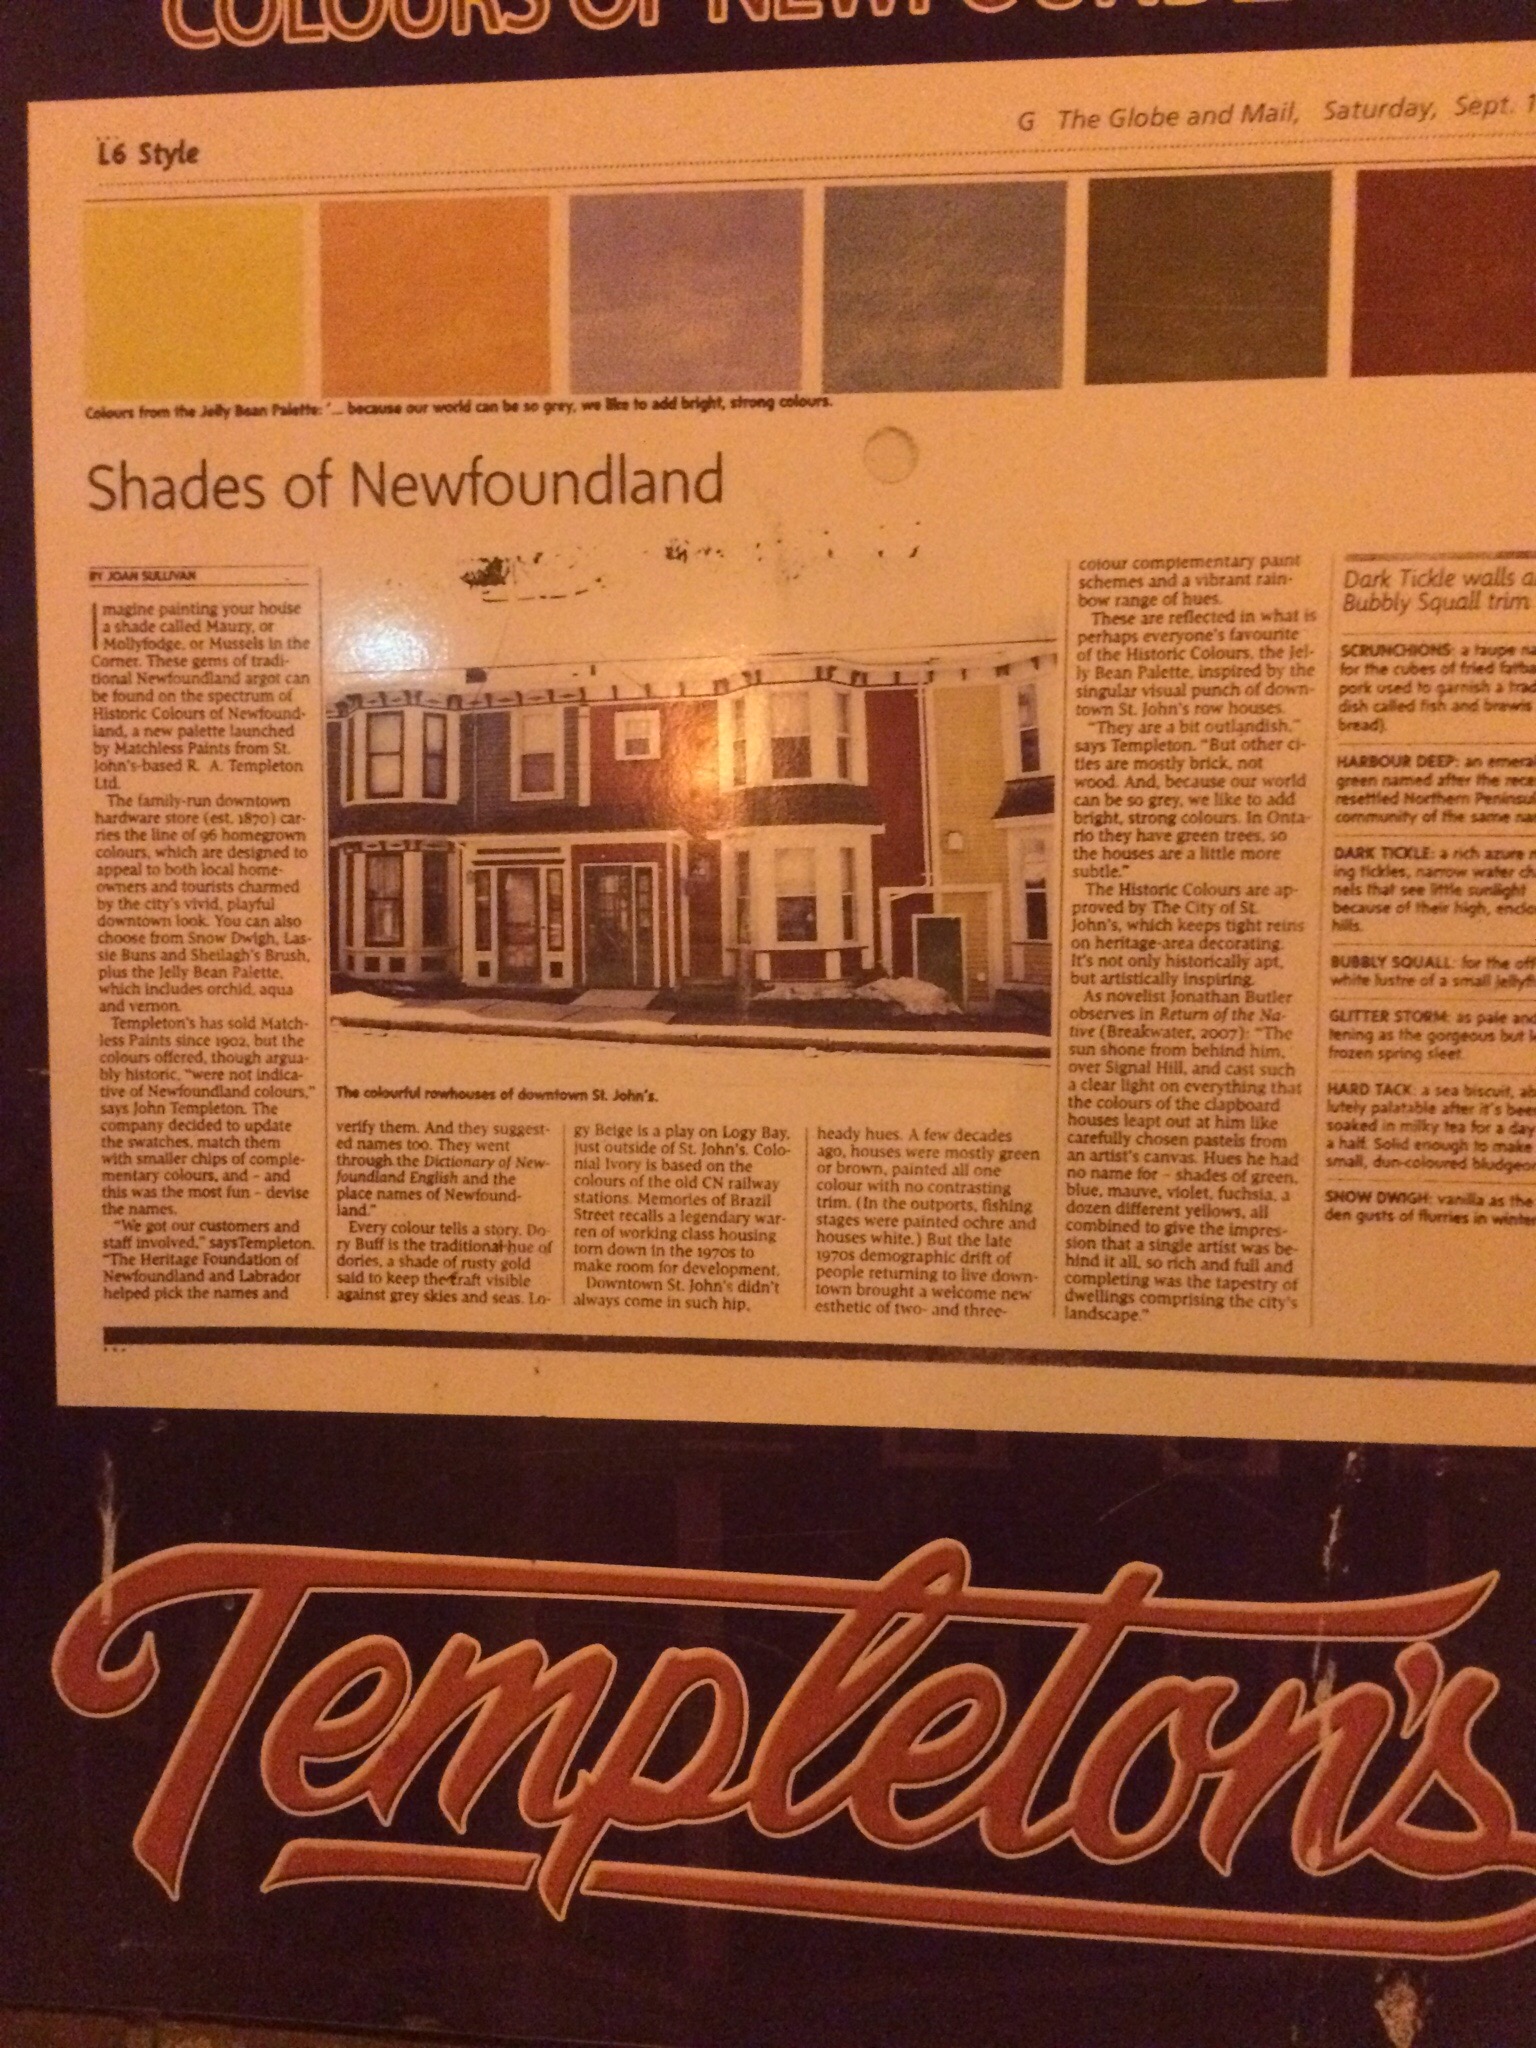 COLOURS OF
L6 Style
G The Globe and Mail, Saturday, Sept. 1
Colours from the Jelly Bean Palette: '... because our world can be so grey, we like to add bright, strong colours.
Shades of Newfoundland
BY JOAN SULLIVAN
Imagine painting your house
a shade called Mauzy, or
Mollyfodge, or Mussels in the
Corner. These gems of tradi-
tional Newfoundland argot can
be found on the spectrum of
Historic Colours of Newfound-
land, a new palette launched
by Matchless Paints from St.
John's-based R. A. Templeton
Ltd.
The family-run downtown
hardware store (est. 1870) car-
ries the line of 96 homegrown
colours, which are designed to
appeal to both local home-
owners and tourists charmed
by the city's vivid, playful
downtown look. You can also
choose from Snow Dwigh, Las-
sie Buns and Sheilagh's Brush,
plus the Jelly Bean Palette,
which includes orchid, aqua
and vernon.
Templeton's has sold Match-
less Paints since 1902, but the
colours offered, though argua-
bly historic, "were not indica-
tive of Newfoundland colours,"
says John Templeton. The
company decided to update
the swatches, match them
with smaller chips of comple-
mentary colours, and - and
this was the most fun - devise
the names.
"We got our customers and
staff involved," saysTempleton.
"The Heritage Foundation of
Newfoundland and Labrador
helped pick the names and
The colourful rowhouses of downtown St. John's.
verify them. And they suggest-
ed names too. They went
through the Dictionary of New-
foundland English and the
place names of Newfound-
land."
Every colour tells a story. Do-
ry Buff is the traditional hue of
dories, a shade of rusty gold
said to keep the craft visible
against grey skies and seas. Lo-
gy Beige is a play on Logy Bay,
just outside of St. John's. Colo-
nial Ivory is based on the
colours of the old CN railway
stations. Memories of Brazil
Street recalls a legendary war-
ren of working class housing
torn down in the 1970s to
make room for development.
Downtown St. John's didn't
always come in such hip,
heady hues. A few decades
ago, houses were mostly green
or brown, painted all one
colour with no contrasting
trim. (In the outports, fishing
stages were painted ochre and
houses white.) But the late
1970s demographic drift of
people returning to live down-
town brought a welcome new
esthetic of two- and three-
colour complementary paint
schemes and a vibrant rain-
bow range of hues.
These are reflected in what is
perhaps everyone's favourite
of the Historic Colours, the Jel-
ly Bean Palette, inspired by the
singular visual punch of down-
town St. John's row houses.
"They are a bit outlandish,"
says Templeton. "But other ci-
ties are mostly brick, not
wood. And, because our world
can be so grey, we like to add
bright, strong colours. In Onta-
rio they have green trees, so
the houses are a little more
subtle."
The Historic Colours are ap-
proved by The City of St.
John's, which keeps tight reins
on heritage-area decorating.
It's not only historically apt,
but artistically inspiring.
As novelist Jonathan Butler
observes in Return of the Na-
tive (Breakwater, 2007): "The
sun shone from behind him,
over Signal Hill, and cast such
a clear light on everything that
the colours of the clapboard
houses leapt out at him like
carefully chosen pastels from
an artist's canvas. Hues he had
no name for - shades of green,
blue, mauve, violet, fuchsia, a
dozen different yellows, all
combined to give the impres-
sion that a single artist was be-
hind it all, so rich and full and
completing was the tapestry of
dwellings comprising the city's
landscape."
Dark Tickle walls a
Bubbly Squall trim
SCRUNCHIONS: a taupe na
for the cubes of fried fatba
pork used to garnish a trad
dish called fish and brewis
bread).
HARBOUR DEEP: an emeral
green named after the rece
resettled Northern Peninsu
community of the same nam
DARK TICKLE: a rich azure m
ing tickles, narrow water ch
nels that see little sunlight
because of their high, enclo
hills.
BUBBLY SQUALL: for the off
white lustre of a small jellyf
GLITTER STORM: as pale and
tening as the gorgeous but
frozen spring sleet.
HARD TACK: a sea biscuit, ab
lutely palatable after it's been
soaked in milky tea for a day
a half. Solid enough to make
small, dun-coloured bludgeo
SNOW DWIGH: vanilla as the
den gusts of flurries in winter
Templeton's